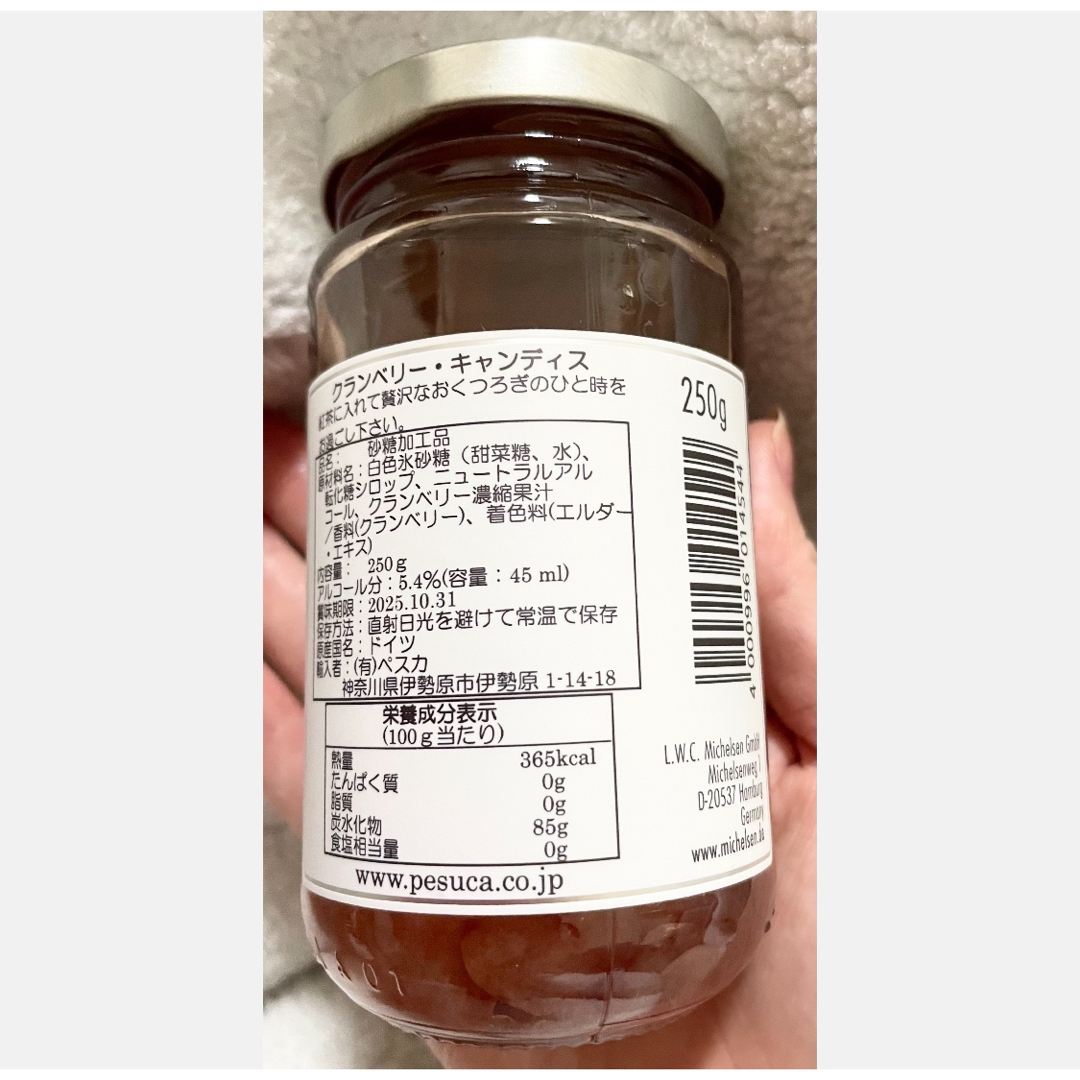 クランベリー・キャンディス
紅茶に入れて贅沢なおくつろぎのひと時を
お過ごし下さい。
品名： 砂糖加工品
原材料名：白色氷砂糖（甜菜糖、水）、
転化糖シロップ、ニュートラルアル
コール、クランベリー濃縮果汁
／香料(クランベリー)、着色料(エルダー
・エキス)
内容量： 250g
アルコール分：5.4%(容量：45 ml)
賞味期限：2025.10.31
保存方法：直射日光を避けて常温で保存
原産国名：ドイツ
輸入者：(有)ペスカ
神奈川県伊勢原市伊勢原 1-14-18
栄養成分表示
(100g当たり)
熱量 365kcal
たんぱく質 0g
脂質 0g
炭水化物 85g
食塩相当量 0g
www.pesuca.co.jp
250g
4 000996 014544
L.W.C. Michelsen GmbH
Michelsenweg 1
D-20537 Hamburg
Germany